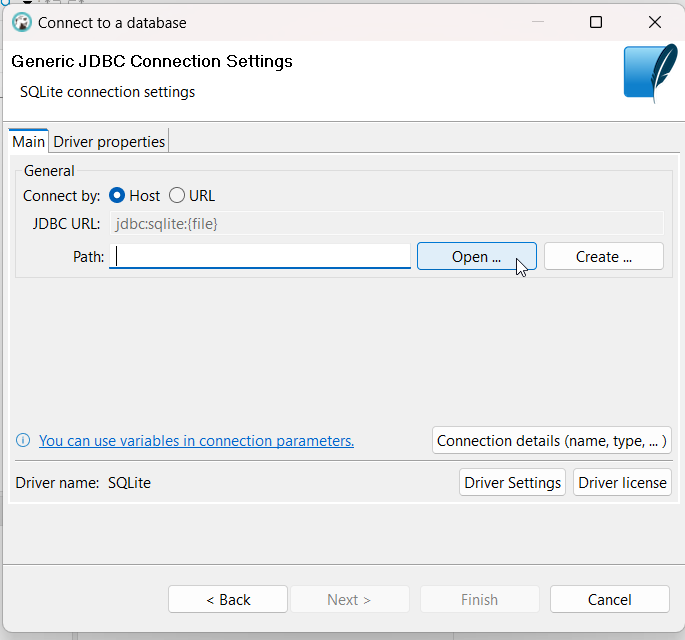 Connect to a database
Generic JDBC Connection Settings
SQLite connection settings
Main Driver properties
General
Connect by: Host URL
JDBC URL: jdbc:sqlite:{file}
Path: Open ... Create ...
You can use variables in connection parameters. Connection details (name, type, ... )
Driver name: SQLite Driver Settings Driver license
< Back Next > Finish Cancel